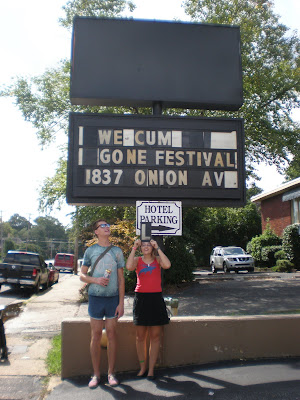 WE CUM
GONE FESTIVAL
1837 ONION AV
HOTEL
PARKING